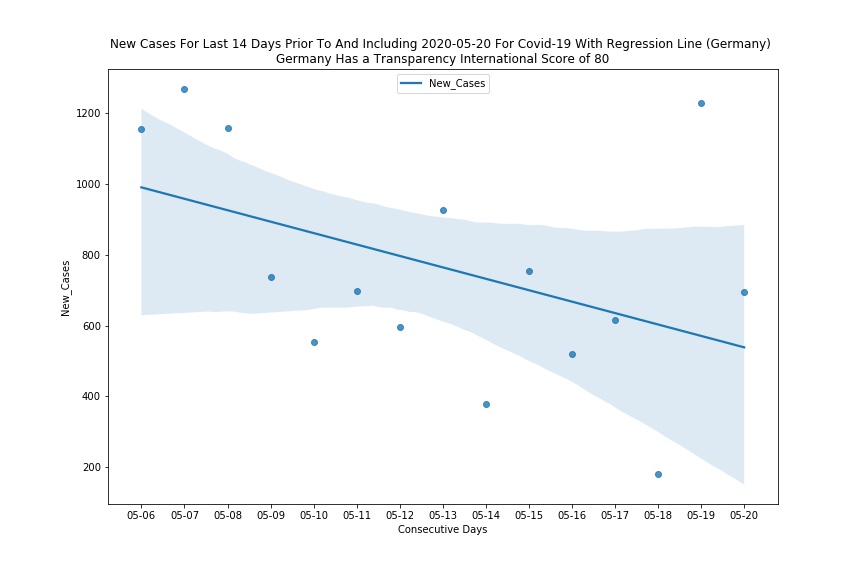 New Cases For Last 14 Days Prior To And Including 2020-05-20 For Covid-19 With Regression Line (Germany)
Germany Has a Transparency International Score of 80
New_Cases
1200
1000
800
600
400
200
New_Cases
05-06 05-07 05-08 05-09 05-10 05-11 05-12 05-13 05-14 05-15 05-16 05-17 05-18 05-19 05-20
Consecutive Days